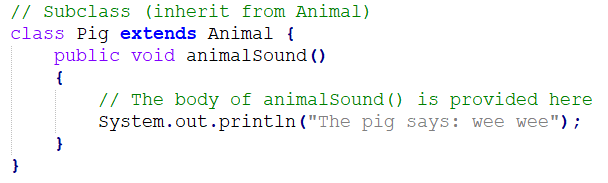 // Subclass (inherit from Animal)
class Pig extends Animal {
    public void animalSound()
    {
        // The body of animalSound() is provided here
        System.out.println("The pig says: wee wee");
    }
}